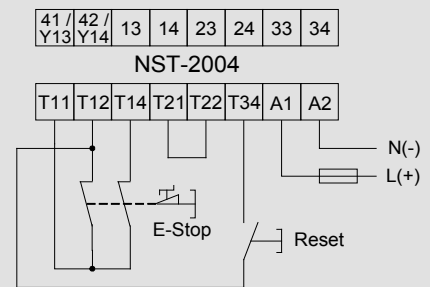 41 / Y13 42 / Y14 13 14 23 24 33 34
NST-2004
T11 T12 T14 T21 T22 T34 A1 A2
N(-)
L(+)
E-Stop
Reset